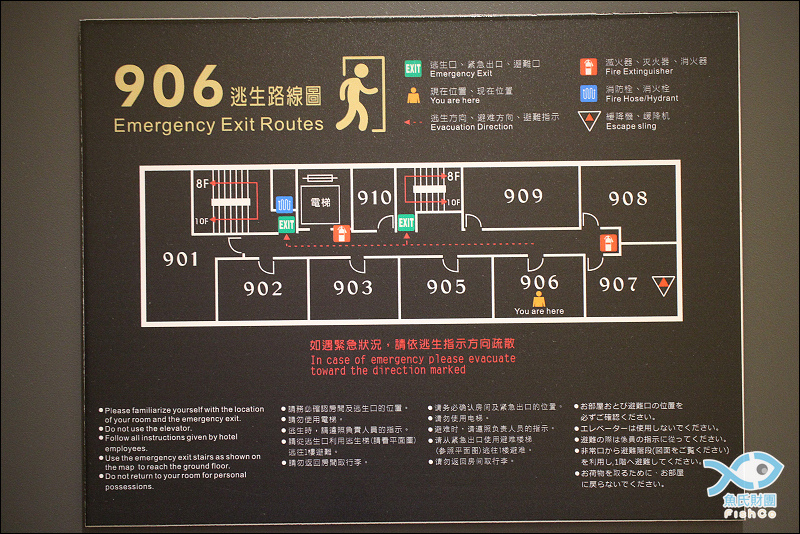 906 逃生路線圖
Emergency Exit Routes
EXIT 逃生口、緊急出口、避難口
Emergency Exit
現在位置、现在位置
You are here
逃生方向、避难方向、避難指示
Evacuation Direction
滅火器、灭火器、消火器
Fire Extinguisher
消防栓、消火栓
Fire Hose/Hydrant
緩降機、缓降机
Escape sling
8F
10F
電梯
910
8F
10F
909
908
EXIT
EXIT
901
902
903
905
906
You are here
907
如遇緊急狀況，請依逃生指示方向疏散
In case of emergency please evacuate
toward the direction marked
●Please familiarize yourself with the location
of your room and the emergency exit.
●Do not use the elevator.
●Follow all instructions given by hotel
employees.
●Use the emergency exit stairs as shown on
the map to reach the ground floor.
●Do not return to your room for personal
possessions.
●請務必確認房間及逃生口的位置。
●請勿使用電梯。
●逃生時，請遵照負責人員的指示。
●請從逃生口利用逃生梯(請看平面圖)
逃往1樓避難。
●請勿返回房間取行李。
●请务必确认房间及紧急出口的位置。
●请勿使用电梯。
●避难时，请遵照负责人员的指示。
●请从紧急出口使用避难楼梯
(参照平面图)逃往1楼避难。
●请勿返回房间取行李。
●お部屋および避難口の位置を
必ずご確認ください。
●エレベーターは使用しないでください。
●避難の際は係員の指示に従ってください。
●非常口から避難階段(図面をご覧ください)
を利用し,1階へ避難してください。
●お荷物を取るために、お部屋
に戻らないでください。
魚氏財團
FishCo